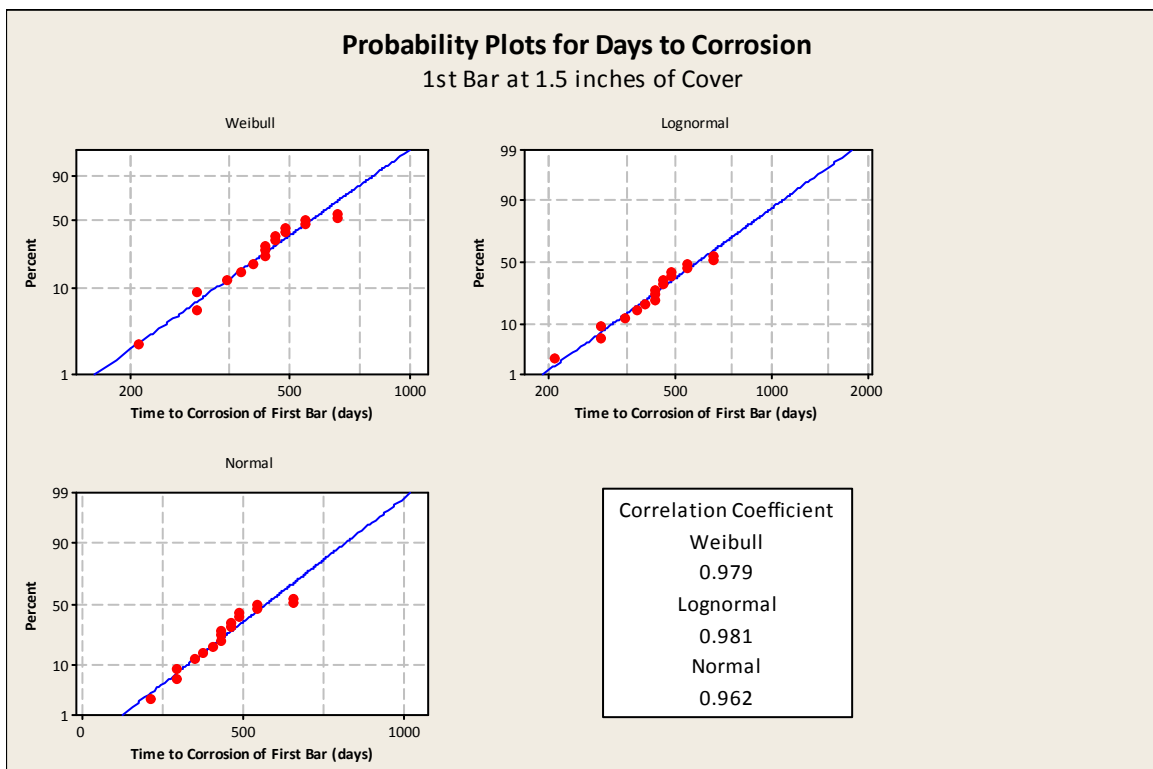 Probability Plots for Days to Corrosion
1st Bar at 1.5 inches of Cover
Weibull
90
50
10
1
Percent
200 500 1000
Time to Corrosion of First Bar (days)
Lognormal
99
90
50
10
1
Percent
200 500 1000 2000
Time to Corrosion of First Bar (days)
Normal
99
90
50
10
1
Percent
0 500 1000
Time to Corrosion of First Bar (days)
Correlation Coefficient
Weibull
0.979
Lognormal
0.981
Normal
0.962